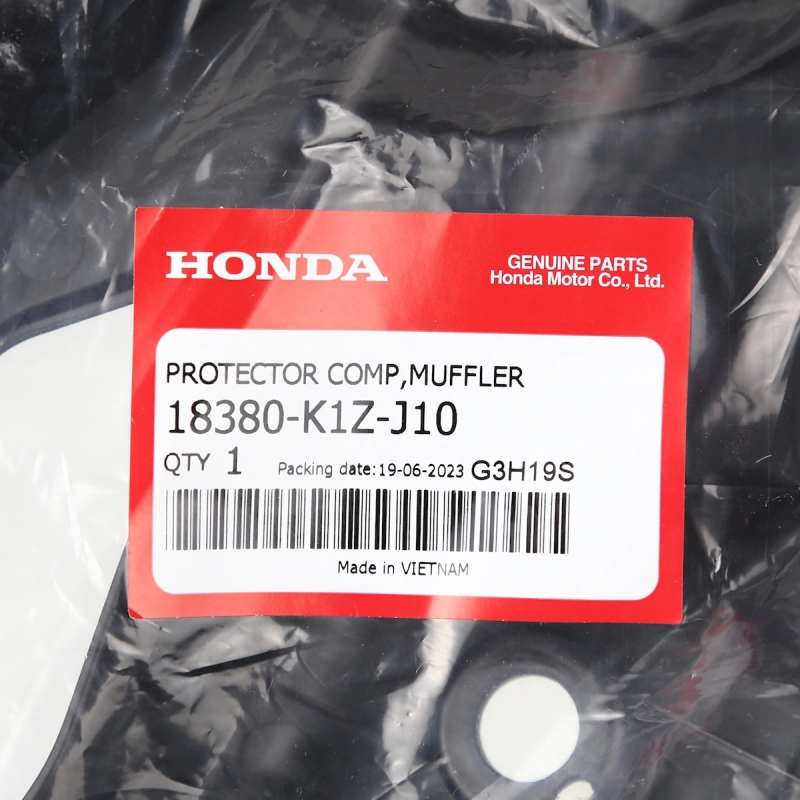 HONDA
GENUINE PARTS
Honda Motor Co., Ltd.
PROTECTOR COMP,MUFFLER
18380-K1Z-J10
QTY 1 Packing date:19-06-2023 G3H19S
Made in VIETNAM